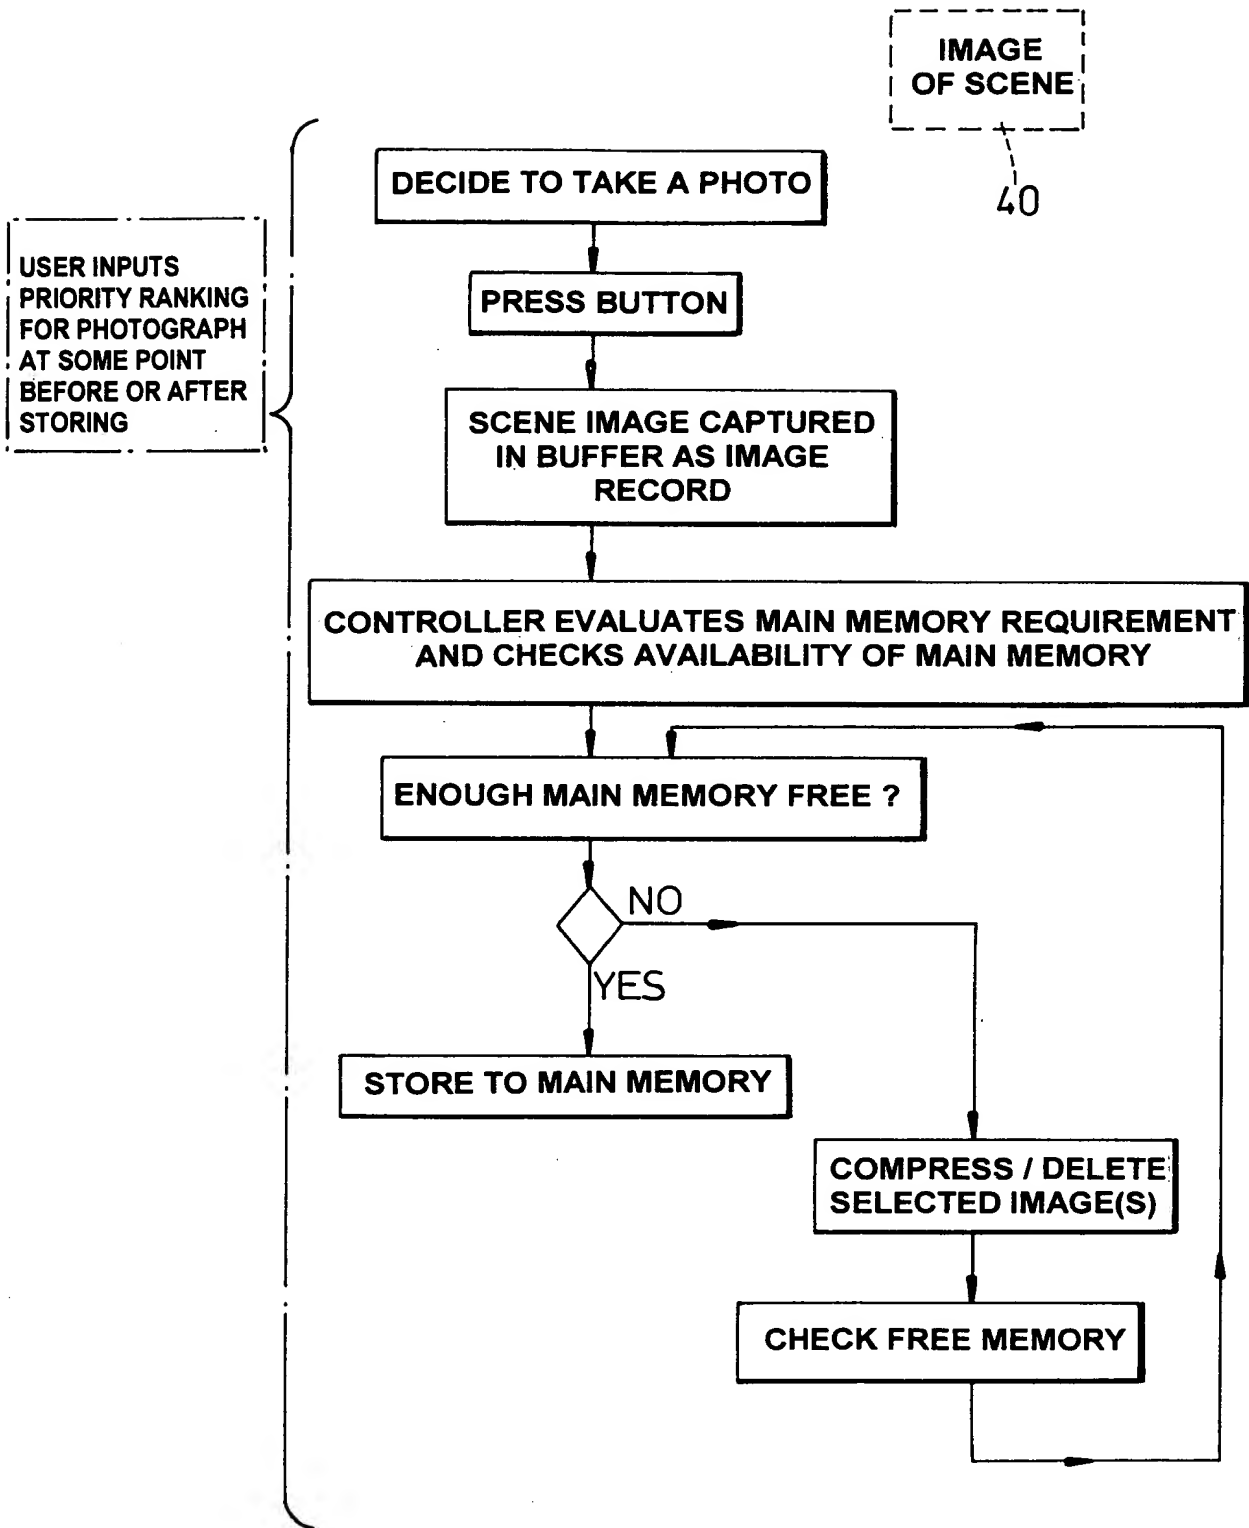 IMAGE
OF SCENE
40
DECIDE TO TAKE A PHOTO
USER INPUTS
PRIORITY RANKING
FOR PHOTOGRAPH
AT SOME POINT
BEFORE OR AFTER
STORING
PRESS BUTTON
SCENE IMAGE CAPTURED
IN BUFFER AS IMAGE
RECORD
CONTROLLER EVALUATES MAIN MEMORY REQUIREMENT
AND CHECKS AVAILABILITY OF MAIN MEMORY
ENOUGH MAIN MEMORY FREE ?
NO
YES
STORE TO MAIN MEMORY
COMPRESS / DELETE
SELECTED IMAGE(S)
CHECK FREE MEMORY